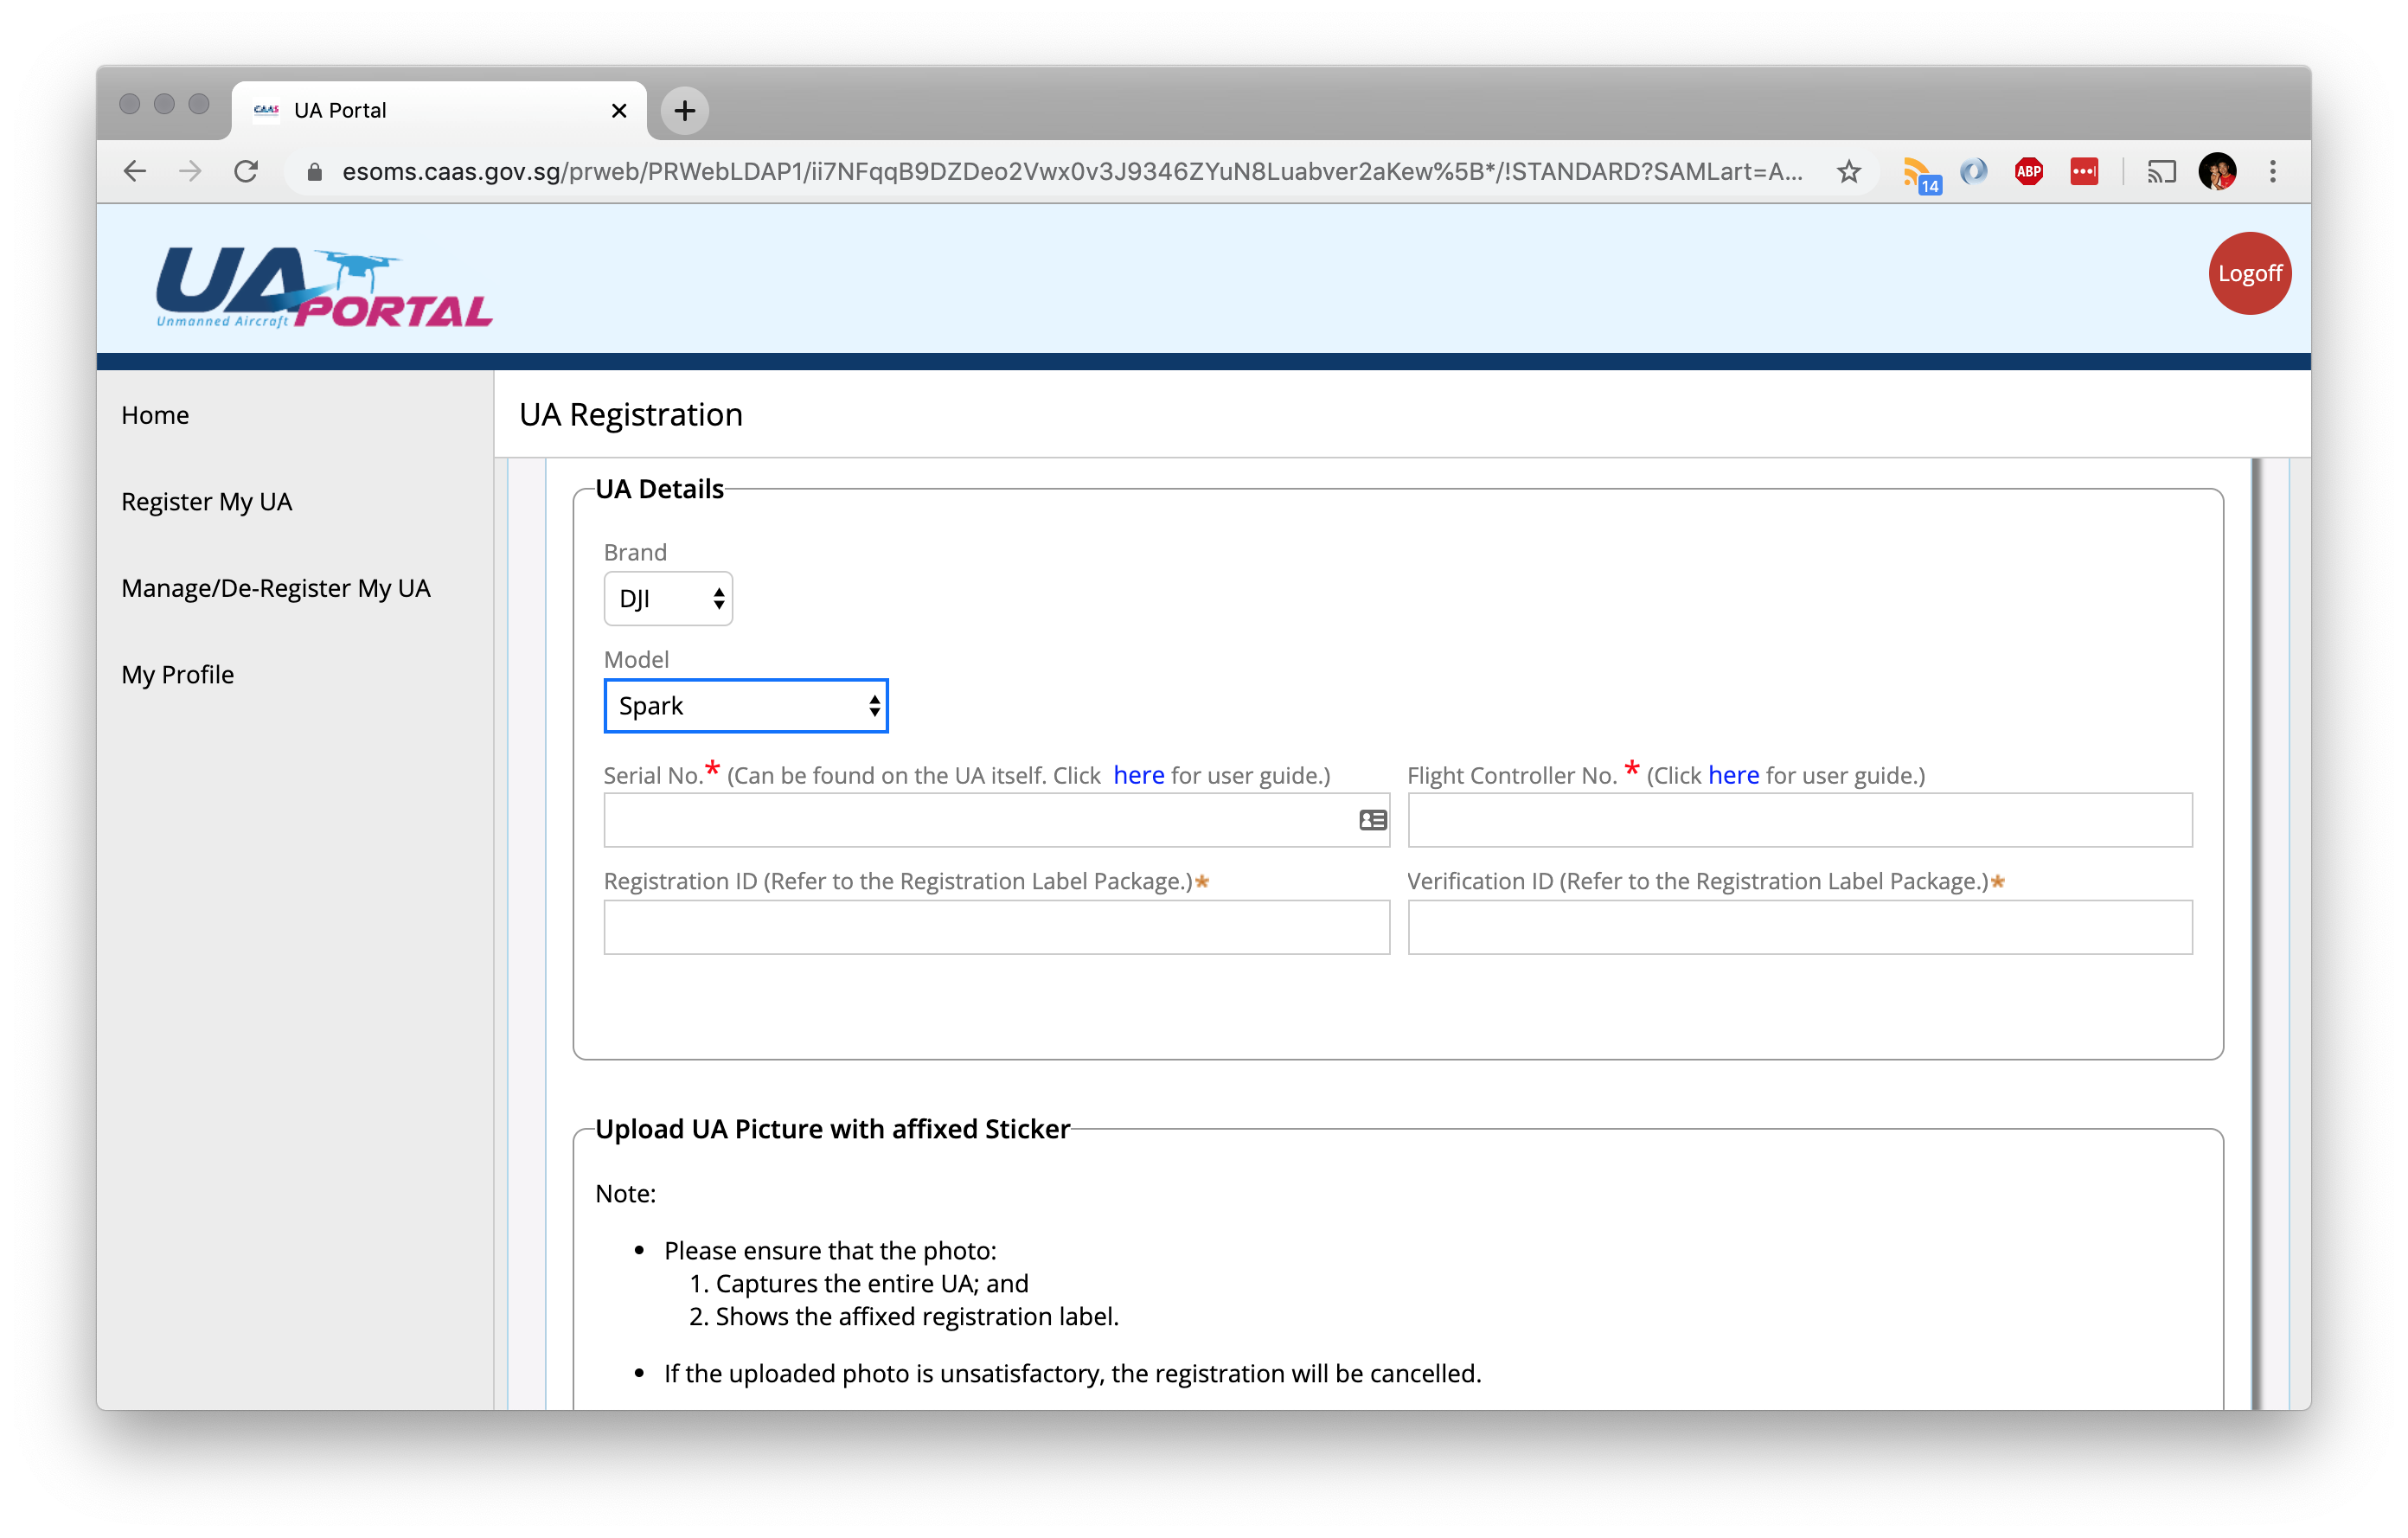 CAAS
UA Portal
esoms.caas.gov.sg/prweb/PRWebLDAP1/ii7NFqqB9DZDeo2Vwx0v3J9346ZYuN8Luabver2aKew%5B*/!STANDARD?SAMLart=A...
14
ABP
UA PORTAL
Unmanned Aircraft
Logoff
Home
Register My UA
Manage/De-Register My UA
My Profile
UA Registration
UA Details
Brand
DJI
Model
Spark
Serial No.* (Can be found on the UA itself. Click here for user guide.)
Flight Controller No. * (Click here for user guide.)
Registration ID (Refer to the Registration Label Package.)*
Verification ID (Refer to the Registration Label Package.)*
Upload UA Picture with affixed Sticker
Note:
• Please ensure that the photo:
1. Captures the entire UA; and
2. Shows the affixed registration label.
• If the uploaded photo is unsatisfactory, the registration will be cancelled.